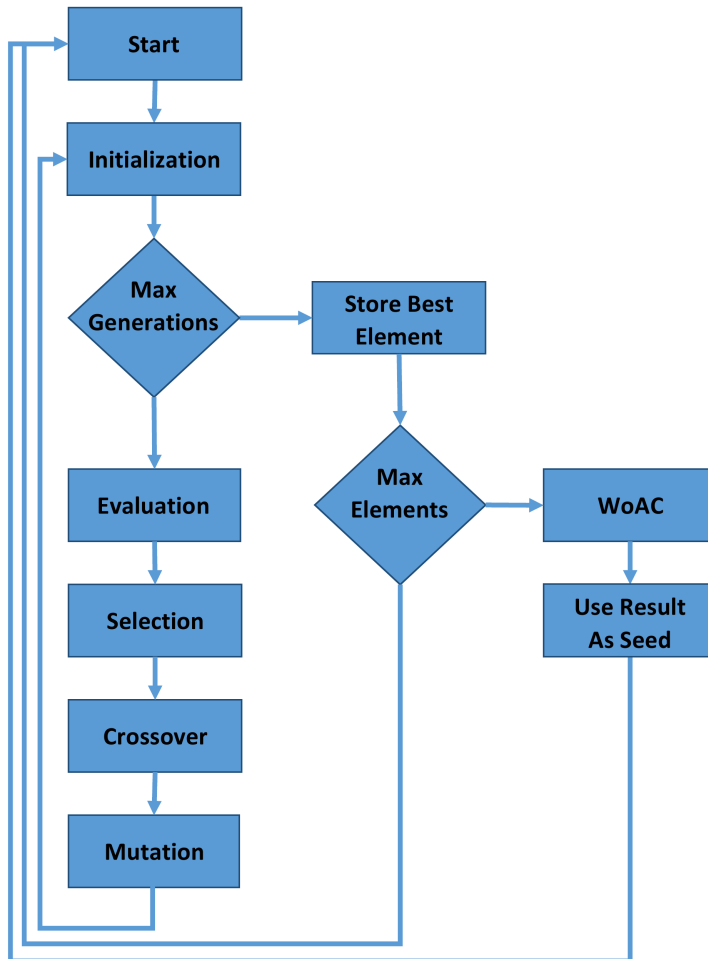 Start
Initialization
Max
Generations
Store Best
Element
Evaluation
Max
Elements
WoAC
Selection
Use Result
As Seed
Crossover
Mutation